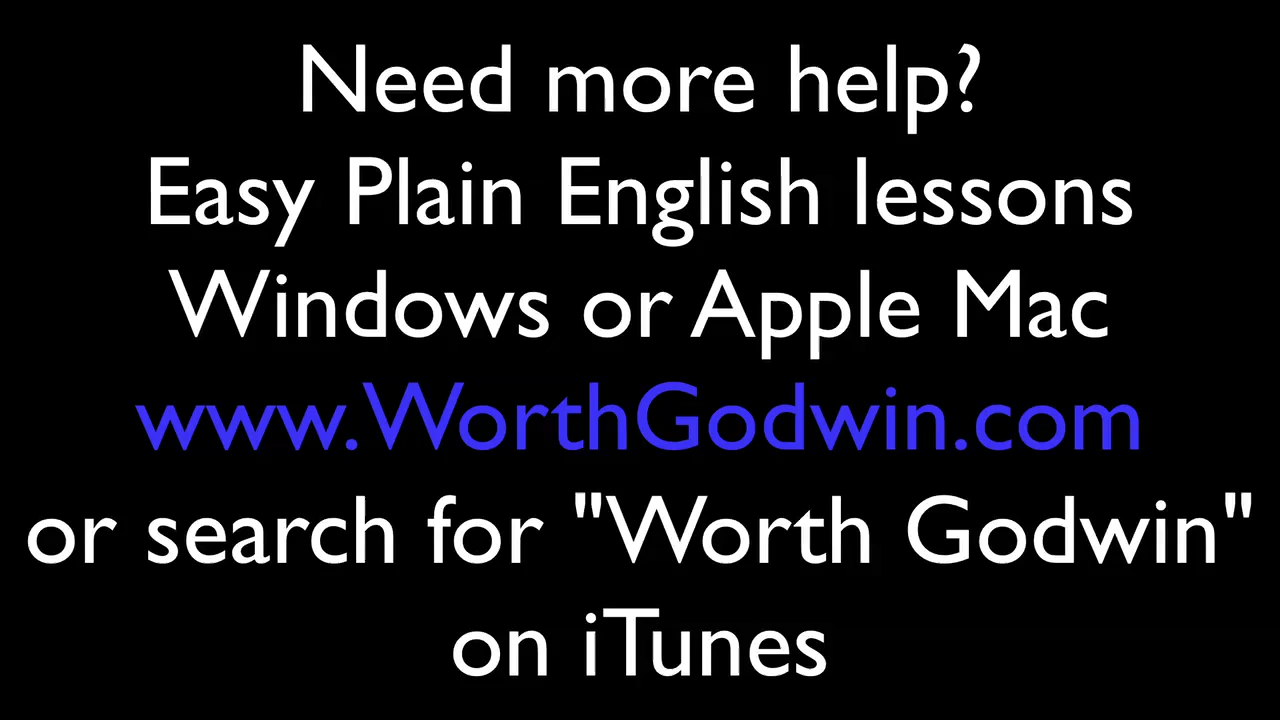 Need more help?
Easy Plain English lessons
Windows or Apple Mac
www.WorthGodwin.com
or search for "Worth Godwin"
on iTunes